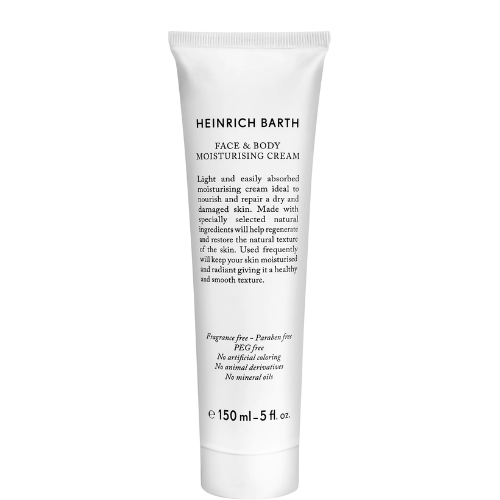 HEINRICH BARTH
FACE & BODY
MOISTURISING CREAM
Light and easily absorbed
moisturising cream ideal to
nourish and repair a dry and
damaged skin. Made with
specially selected natural
ingredients will help regenerate
and restore the natural texture
of the skin. Used frequently
will keep your skin moisturised
and radiant giving it a healthy
and smooth texture.
Fragrance free - Paraben free
PEG free
No artificial coloring
No animal derivatives
No mineral oils
℮ 150 ml – 5 fl. oz.